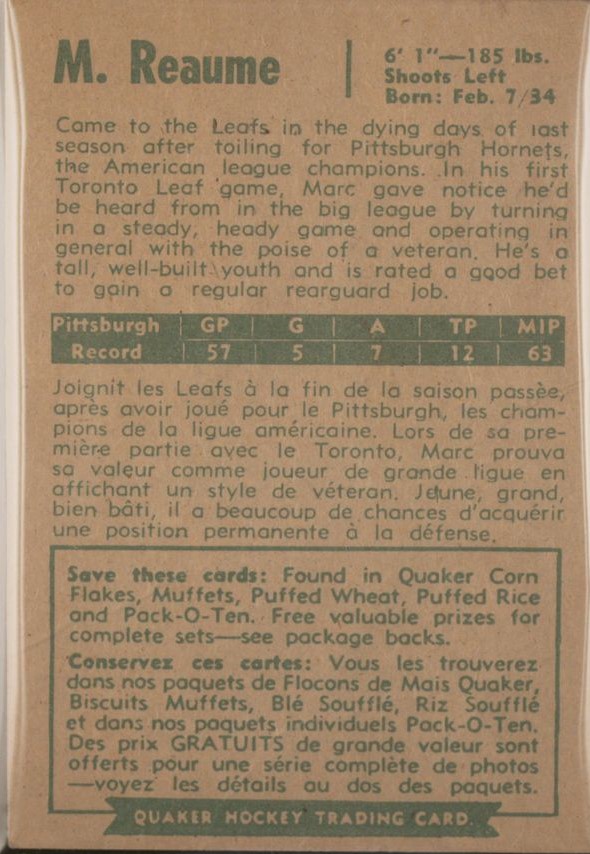 M. Reaume
6' 1"—185 lbs.
Shoots Left
Born: Feb. 7/34
Came to the Leafs in the dying days of last
season after toiling for Pittsburgh Hornets,
the American league champions. In his first
Toronto Leaf game, Marc gave notice he'd
be heard from in the big league by turning
in a steady, heady game and operating in
general with the poise of a veteran. He's a
tall, well-built youth and is rated a good bet
to gain a regular rearguard job.
Pittsburgh | GP | G | A | TP | MIP
Record | 57 | 5 | 7 | 12 | 63
Joignit les Leafs à la fin de la saison passèe,
après avoir joué pour le Pittsburgh, les cham-
pions de la ligue américaine. Lors de sa pre-
mière partie avec le Toronto, Marc prouva
sa valeur comme joueur de grande ligue en
affichant un style de véteran. Jeune, grand,
bien bâti, il a beaucoup de chances d'acquérir
une position permanente à la défense.
Save these cards: Found in Quaker Corn
Flakes, Muffets, Puffed Wheat, Puffed Rice
and Pack-O-Ten. Free valuable prizes for
complete sets—see package backs.
Conservez ces cartes: Vous les trouverez
dans nos paquets de Flocons de Mais Quaker,
Biscuits Muffets, Blé Soufflé, Riz Soufflé
et dans nos paquets individuels Pack-O-Ten.
Des prix GRATUITS de grande valeur sont
offerts pour une série complète de photos
—voyez les détails au dos des paquets.
QUAKER HOCKEY TRADING CARD